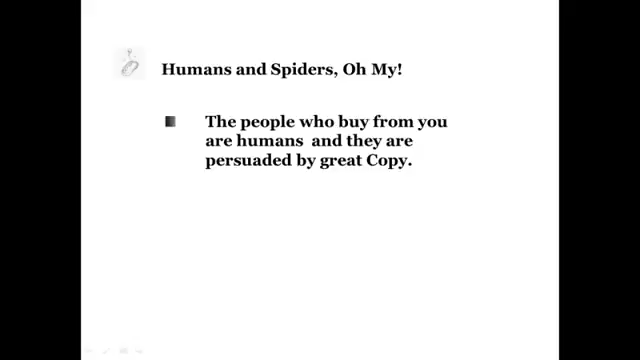 Humans and Spiders, Oh My!
The people who buy from you
are humans and they are
persuaded by great Copy.